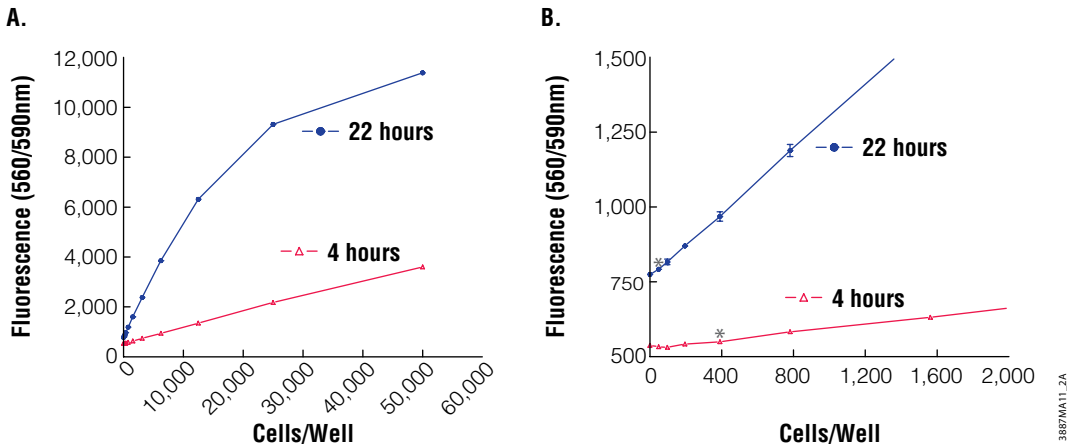 A.
Fluorescence (560/590nm)
12,000
10,000
8,000
6,000
4,000
2,000
0
22 hours
4 hours
0
10,000
20,000
30,000
40,000
50,000
60,000
Cells/Well
B.
Fluorescence (560/590nm)
1,500
1,250
1,000
750
500
22 hours
4 hours
*
*
0 400 800 1,200 1,600 2,000
Cells/Well
3887MA11_2A